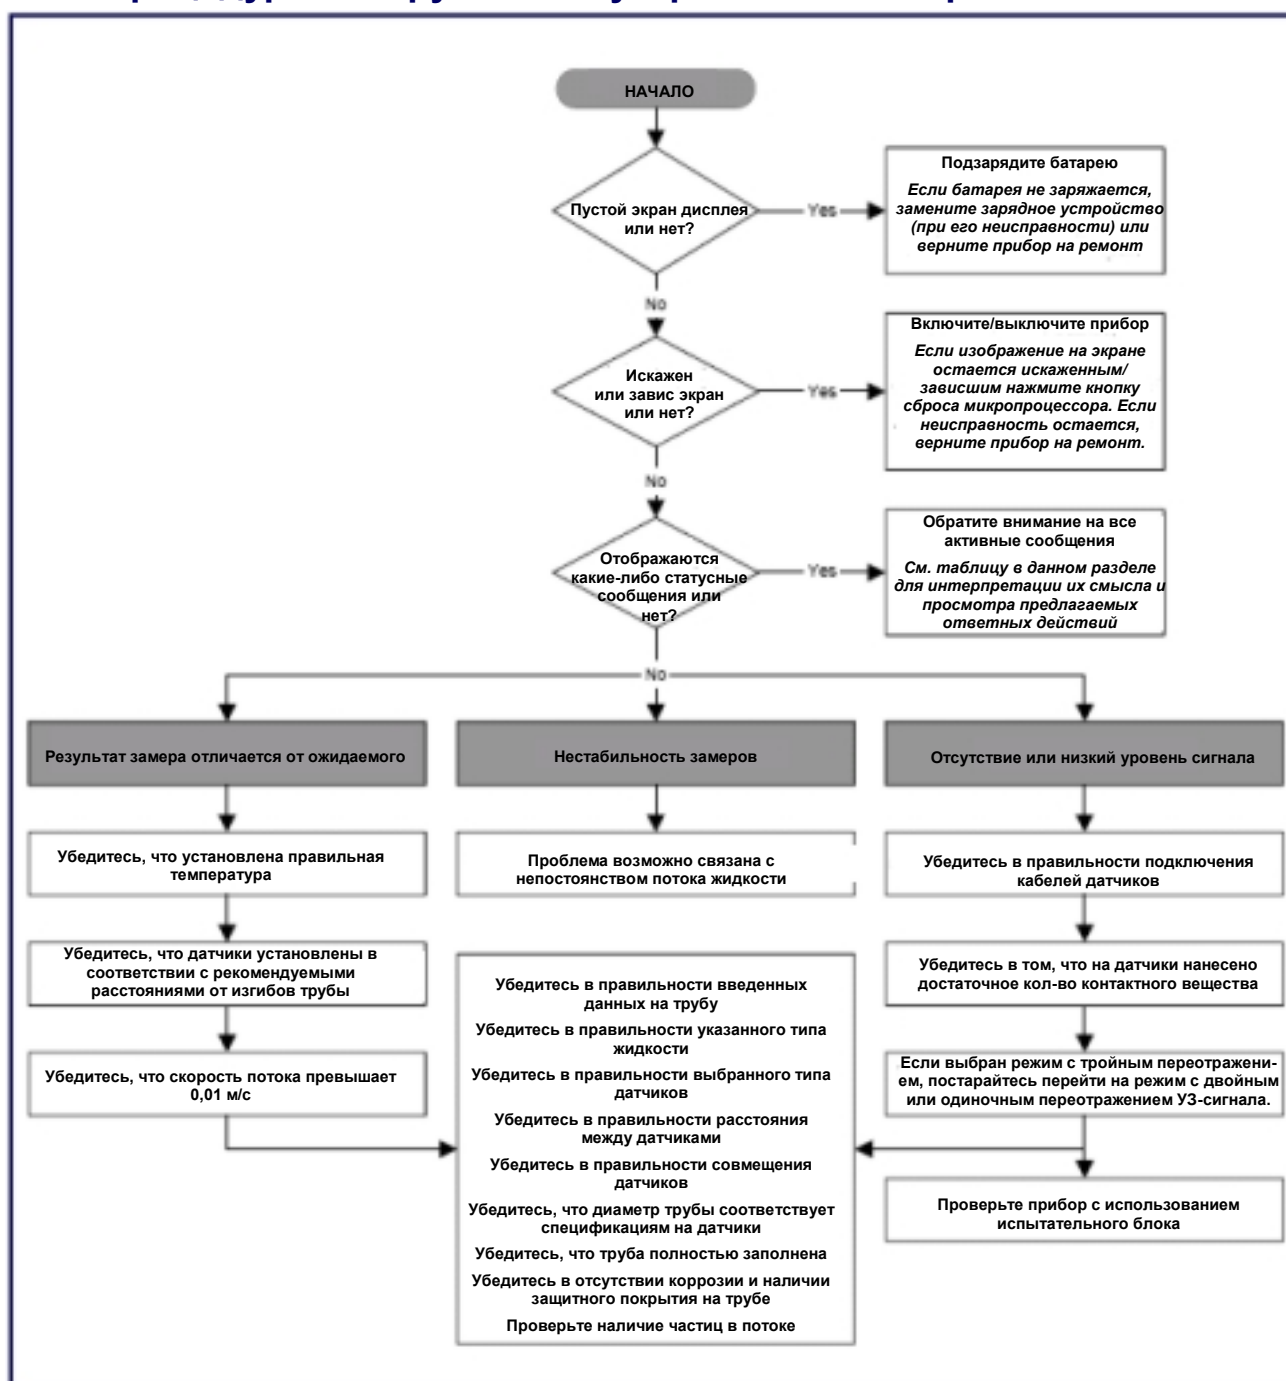 НАЧАЛО
Пустой экран дисплея
или нет?
Yes
Подзарядите батарею
Если батарея не заряжается,
замените зарядное устройство
(при его неисправности) или
верните прибор на ремонт
No
Искажен
или завис экран
или нет?
Yes
Включите/выключите прибор
Если изображение на экране
остается искаженным/
зависшим нажмите кнопку
сброса микропроцессора. Если
неисправность остается,
верните прибор на ремонт.
No
Отображаются
какие-либо статусные
сообщения или
нет?
Yes
Обратите внимание на все
активные сообщения
См. таблицу в данном разделе
для интерпретации их смысла и
просмотра предлагаемых
ответных действий
No
Результат замера отличается от ожидаемого
Убедитесь, что установлена правильная
температура
Убедитесь, что датчики установлены в
соответствии с рекомендуемыми
расстояниями от изгибов трубы
Убедитесь, что скорость потока превышает
0,01 м/с
Нестабильность замеров
Проблема возможно связана с
непостоянством потока жидкости
Убедитесь в правильности введенных
данных на трубу
Убедитесь в правильности указанного типа
жидкости
Убедитесь в правильности выбранного типа
датчиков
Убедитесь в правильности расстояния
между датчиками
Убедитесь в правильности совмещения
датчиков
Убедитесь, что диаметр трубы соответствует
спецификациям на датчики
Убедитесь, что труба полностью заполнена
Убедитесь в отсутствии коррозии и наличии
защитного покрытия на трубе
Проверьте наличие частиц в потоке
Отсутствие или низкий уровень сигнала
Убедитесь в правильности подключения
кабелей датчиков
Убедитесь в том, что на датчики нанесено
достаточное кол-во контактного вещества
Если выбран режим с тройным переотражени-
ем, постарайтесь перейти на режим с двойным
или одиночным переотражением УЗ-сигнала.
Проверьте прибор с использованием
испытательного блока